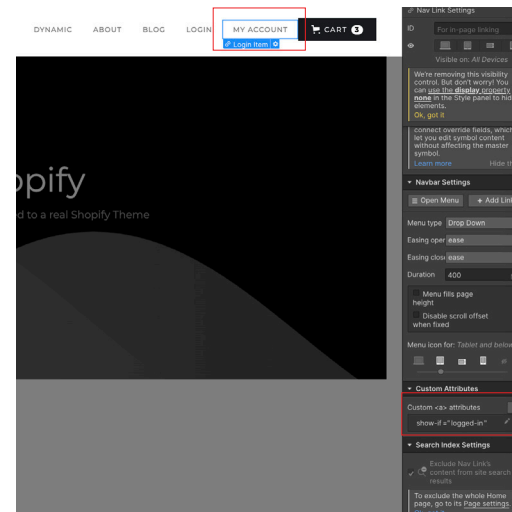 Nav Link Settings
DYNAMIC ABOUT BLOG LOGIN MY ACCOUNT CART 3
Login Item
ID For in-page linking
Visible on: All Devices
We're removing this visibility
control. But don't worry! You
can use the display property
none in the Style panel to hid
elements.
Ok, got it
connect override fields, which
let you edit symbol content
without affecting the master
symbol.
Learn more Hide th
opify
ed to a real Shopify Theme
Navbar Settings
Open Menu + Add Link
Menu type Drop Down
Easing oper ease
Easing close ease
Duration 400
Menu fills page
height
Disable scroll offset
when fixed
Menu icon for: Tablet and below
Custom Attributes
Custom <a> attributes
show-if ="logged-in"
Search Index Settings
Exclude Nav Link's
content from site search
results
To exclude the whole Home
page, go to its Page settings